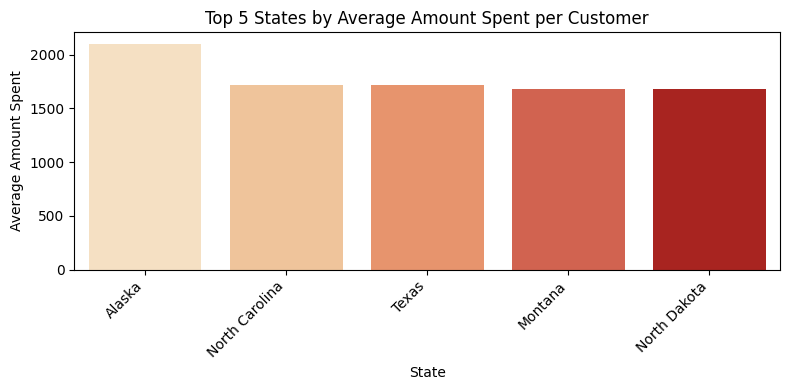 Top 5 States by Average Amount Spent per Customer
Average Amount Spent
2000
1500
1000
500
0
Alaska
North Carolina
Texas
Montana
North Dakota
State